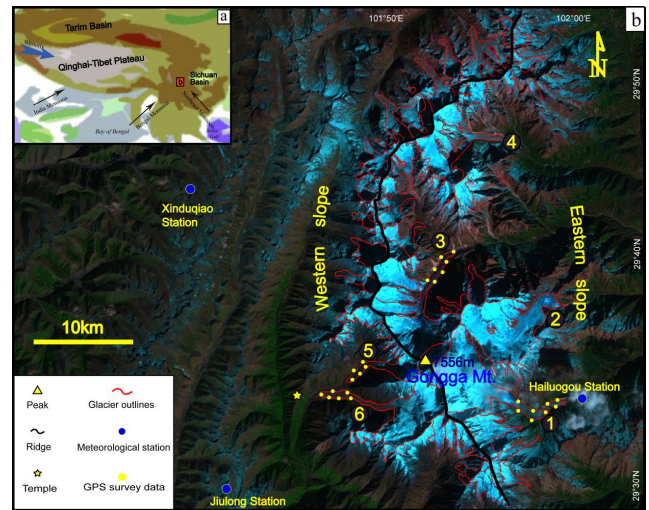 101°50'E
102°00'E
a
b
Tarim Basin
Qinghai-Tibet Plateau
Sichuan
Basin
b
India Monsoon
Bay of Bengal
N
29°50'N
4
Xinduqiao
Station
Western slope
3
Eastern slope
29°40'N
2
10km
5
7556m
Gongga Mt.
Hailuogou Station
6
1
Peak
Glacier outlines
Ridge
Meteorological station
Temple
GPS survey data
Jiulong Station
29°30'N